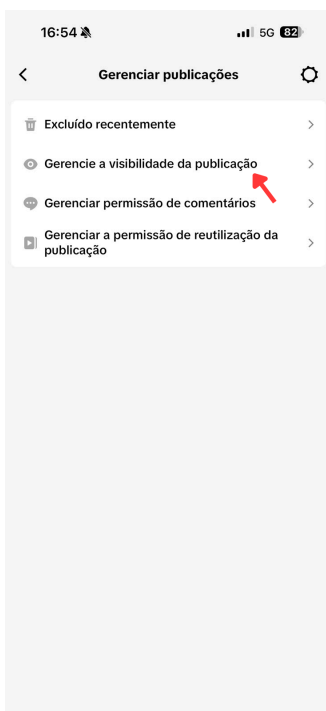 16:54
5G 82
Gerenciar publicações
Excluído recentemente
Gerencie a visibilidade da publicação
Gerenciar permissão de comentários
Gerenciar a permissão de reutilização da
publicação